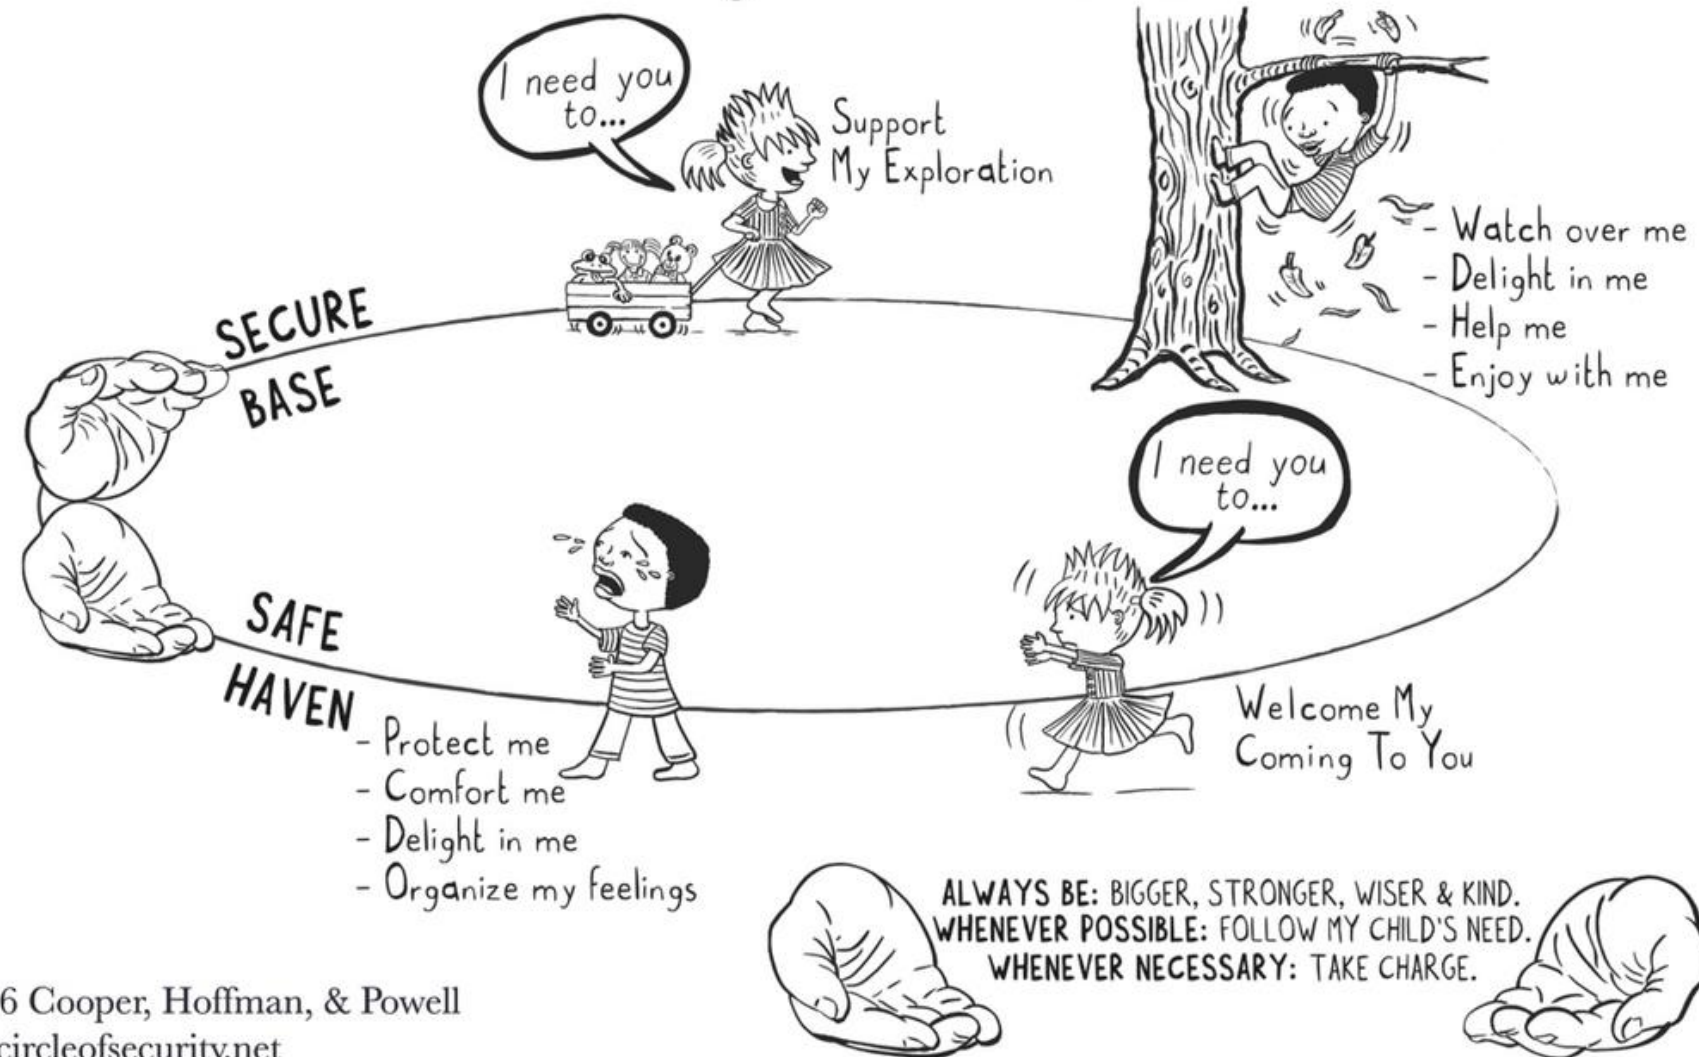 I need you
to...
Support
My Exploration
- Watch over me
- Delight in me
- Help me
- Enjoy with me
SECURE
BASE
I need you
to...
Welcome My
Coming To You
SAFE
HAVEN
- Protect me
- Comfort me
- Delight in me
- Organize my feelings
ALWAYS BE: BIGGER, STRONGER, WISER & KIND.
WHENEVER POSSIBLE: FOLLOW MY CHILD'S NEED.
WHENEVER NECESSARY: TAKE CHARGE.
6 Cooper, Hoffman, & Powell
circleofsecurity.net